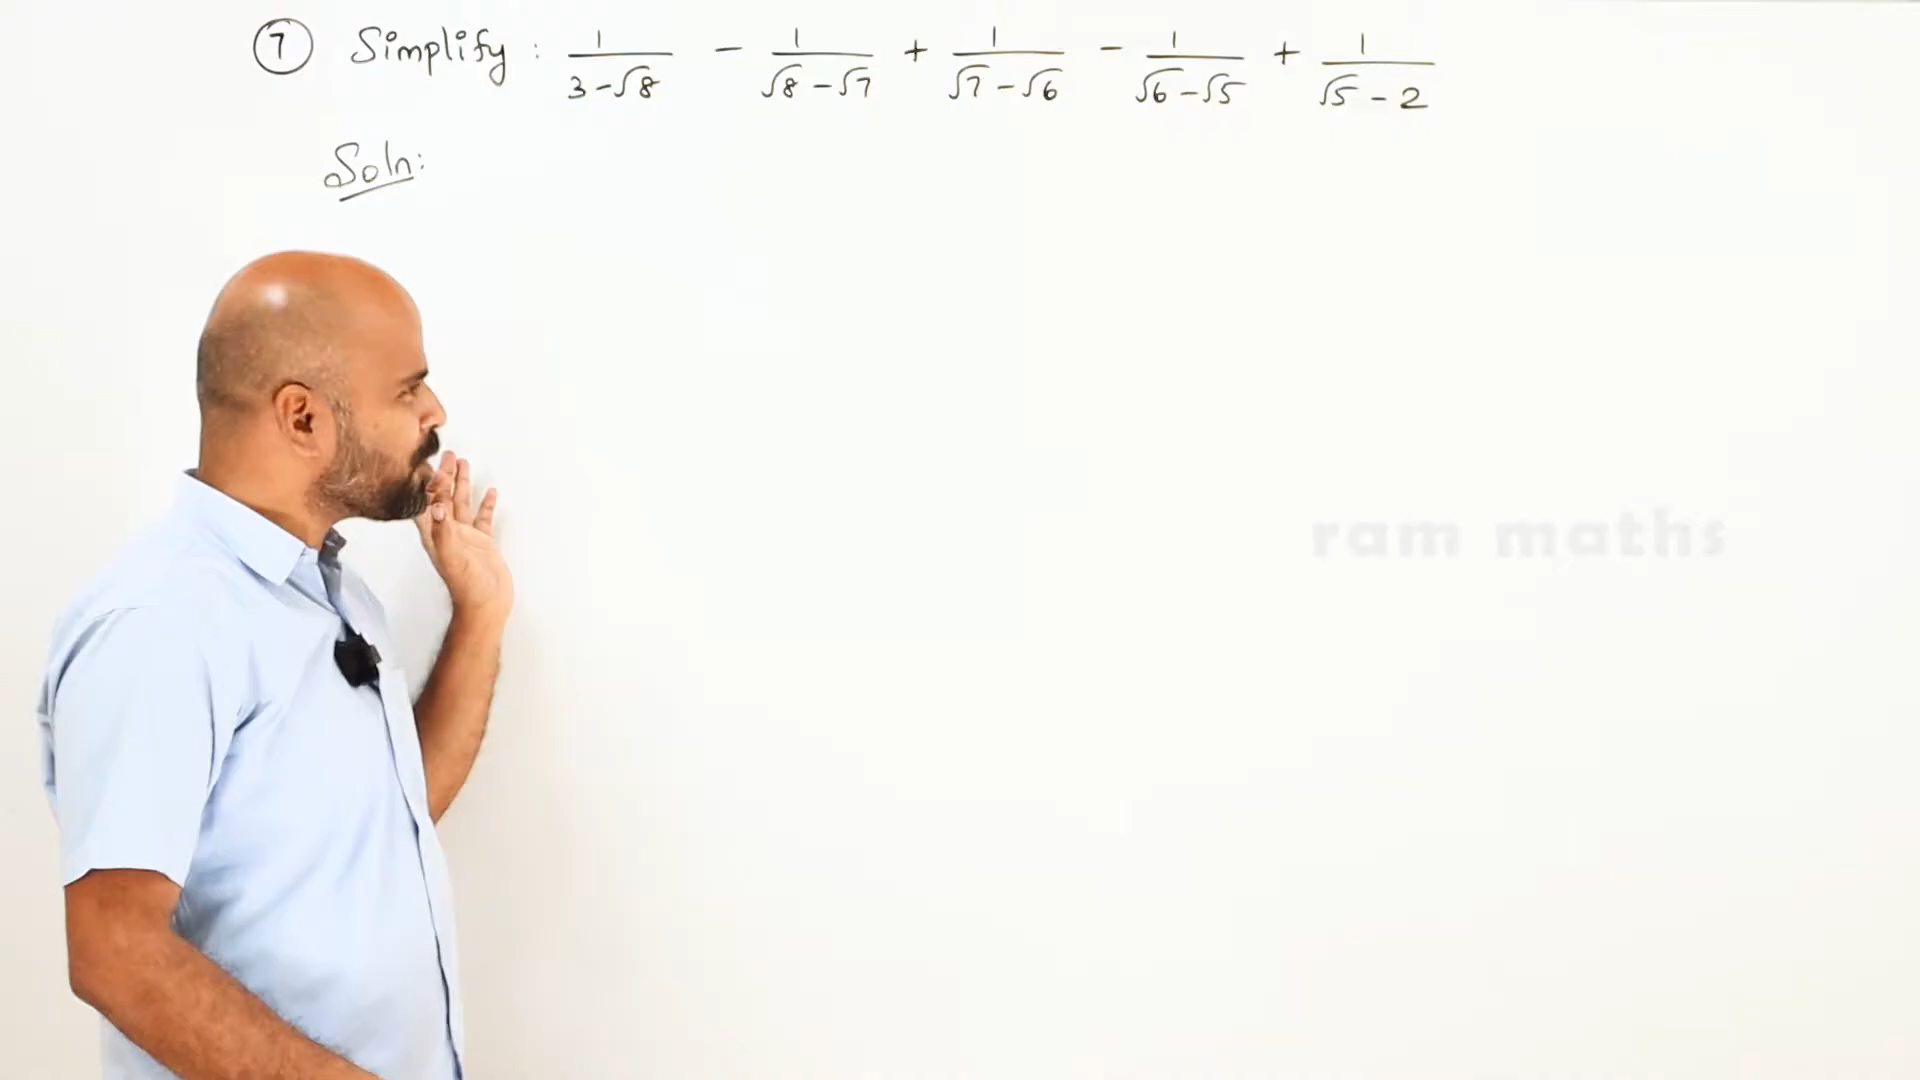 7 Simplify : 1/(3-√8) - 1/(√8-√7) + 1/(√7-√6) - 1/(√6-√5) + 1/(√5-2)
Soln:
ram maths